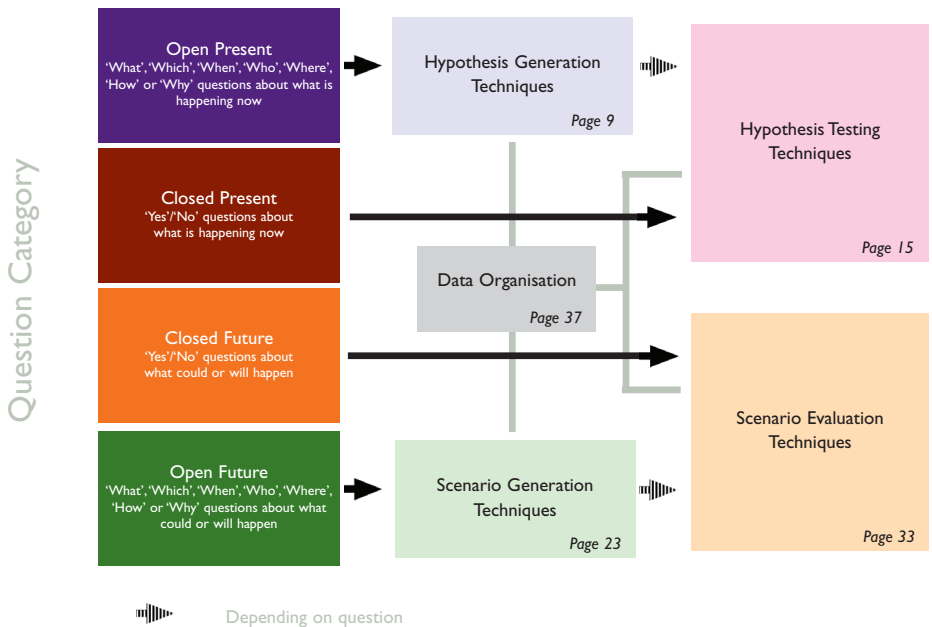 Question Category
Open Present
‘What’, ‘Which’, ‘When’, ‘Who’, ‘Where’,
‘How’ or ‘Why’ questions about what is
happening now
Hypothesis Generation
Techniques
Page 9
Hypothesis Testing
Techniques
Page 15
Closed Present
‘Yes’/‘No’ questions about
what is happening now
Data Organisation
Page 37
Closed Future
‘Yes’/‘No’ questions about
what could or will happen
Scenario Evaluation
Techniques
Page 33
Open Future
‘What’, ‘Which’, ‘When’, ‘Who’, ‘Where’,
‘How’ or ‘Why’ questions about what
could or will happen
Scenario Generation
Techniques
Page 23
Depending on question